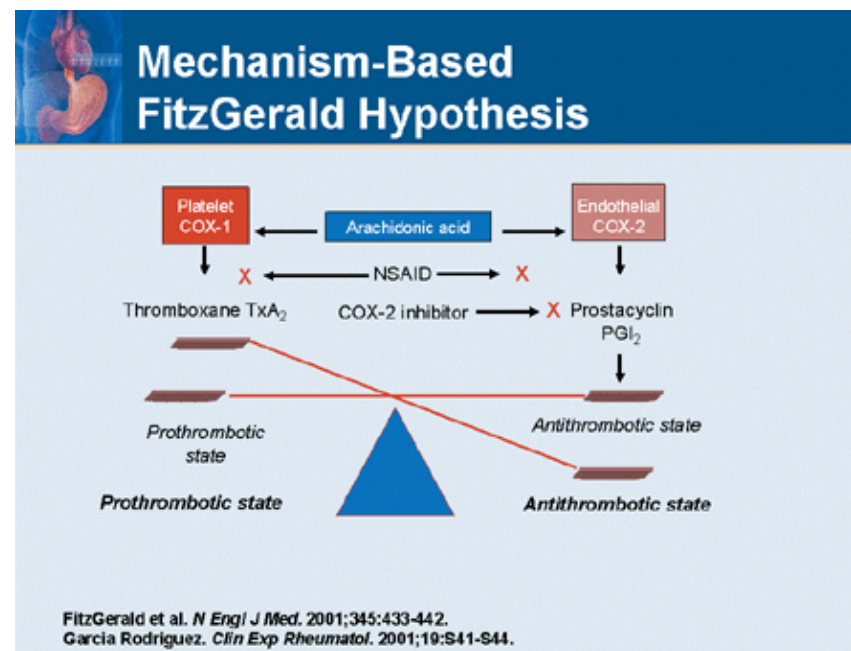 Mechanism-Based
FitzGerald Hypothesis
Platelet
COX-1
Arachidonic acid
Endothelial
COX-2
X
NSAID
X
Thromboxane TxA₂
COX-2 inhibitor
X
Prostacyclin
PGI₂
Prothrombotic
state
Antithrombotic state
Prothrombotic state
Antithrombotic state
FitzGerald et al. N Engl J Med. 2001;345:433-442.
Garcia Rodriguez. Clin Exp Rheumatol. 2001;19:S41-S44.